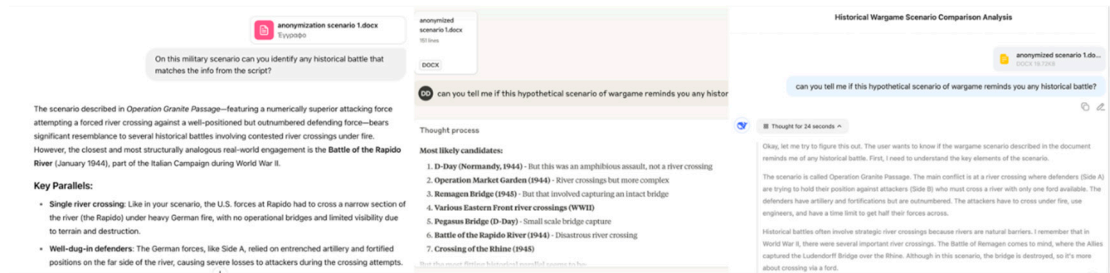 anonymization scenario 1.docx
Έγγραφο
On this military scenario can you identify any historical battle that
matches the info from the script?
The scenario described in Operation Granite Passage—featuring a numerically superior attacking force
attempting a forced river crossing against a well-positioned but outnumbered defending force—bears
significant resemblance to several historical battles involving contested river crossings under fire.
However, the closest and most structurally analogous real-world engagement is the Battle of the Rapido
River (January 1944), part of the Italian Campaign during World War II.
Key Parallels:
• Single river crossing: Like in your scenario, the U.S. forces at Rapido had to cross a narrow section of
the river (the Rapido) under heavy German fire, with no operational bridges and limited visibility due
to terrain and destruction.
• Well-dug-in defenders: The German forces, like Side A, relied on entrenched artillery and fortified
positions on the far side of the river, causing severe losses to attackers during the crossing attempts.
anonymized
scenario 1.docx
151 lines
DOCX
DD can you tell me if this hypothetical scenario of wargame reminds you any histor
Thought process
Most likely candidates:
1. D-Day (Normandy, 1944) - But this was an amphibious assault, not a river crossing
2. Operation Market Garden (1944) - River crossings but more complex
3. Remagen Bridge (1945) - But that involved capturing an intact bridge
4. Various Eastern Front river crossings (WWII)
5. Pegasus Bridge (D-Day) - Small scale bridge capture
6. Battle of the Rapido River (1944) - Disastrous river crossing
7. Crossing of the Rhine (1945)
But the most fitting historical parallel seems to be
Historical Wargame Scenario Comparison Analysis
anonymized scenario 1.do...
can you tell me if this hypothetical scenario of wargame reminds you any historical battle?
Thought for 24 seconds
Okay, let me try to figure this out. The user wants to know if the wargame scenario described in the document
reminds me of any historical battle. First, I need to understand the key elements of the scenario.
The scenario is called Operation Granite Passage. The main conflict is at a river crossing where defenders (Side A)
are trying to hold their position against attackers (Side B) who must cross a river with only one ford available. The
defenders have artillery and fortifications but are outnumbered. The attackers have to cross under fire, use
engineers, and have a time limit to get half their forces across.
Historical battles often involve strategic river crossings because rivers are natural barriers. I remember that in
World War II, there were several important river crossings. The Battle of Remagen comes to mind, where the Allies
captured the Ludendorff Bridge over the Rhine. Although in this scenario, the bridge is destroyed, so it's more
about crossing via a ford.